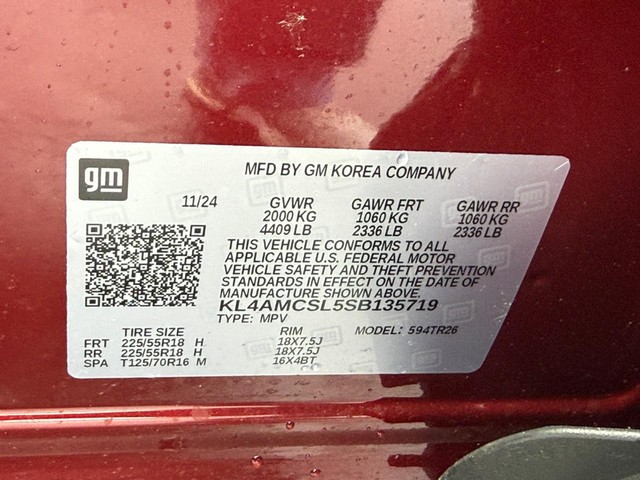 gm
MFD BY GM KOREA COMPANY
11/24 GVWR GAWR FRT GAWR RR
2000 KG 1060 KG 1060 KG
4409 LB 2336 LB 2336 LB
THIS VEHICLE CONFORMS TO ALL
APPLICABLE U.S. FEDERAL MOTOR
VEHICLE SAFETY AND THEFT PREVENTION
STANDARDS IN EFFECT ON THE DATE OF
MANUFACTURE SHOWN ABOVE.
KL4AMCSL5SB135719
TYPE: MPV
TIRE SIZE RIM MODEL: 594TR26
FRT 225/55R18 H 18X7.5J
RR 225/55R18 H 18X7.5J
SPA T125/70R16 M 16X4BT